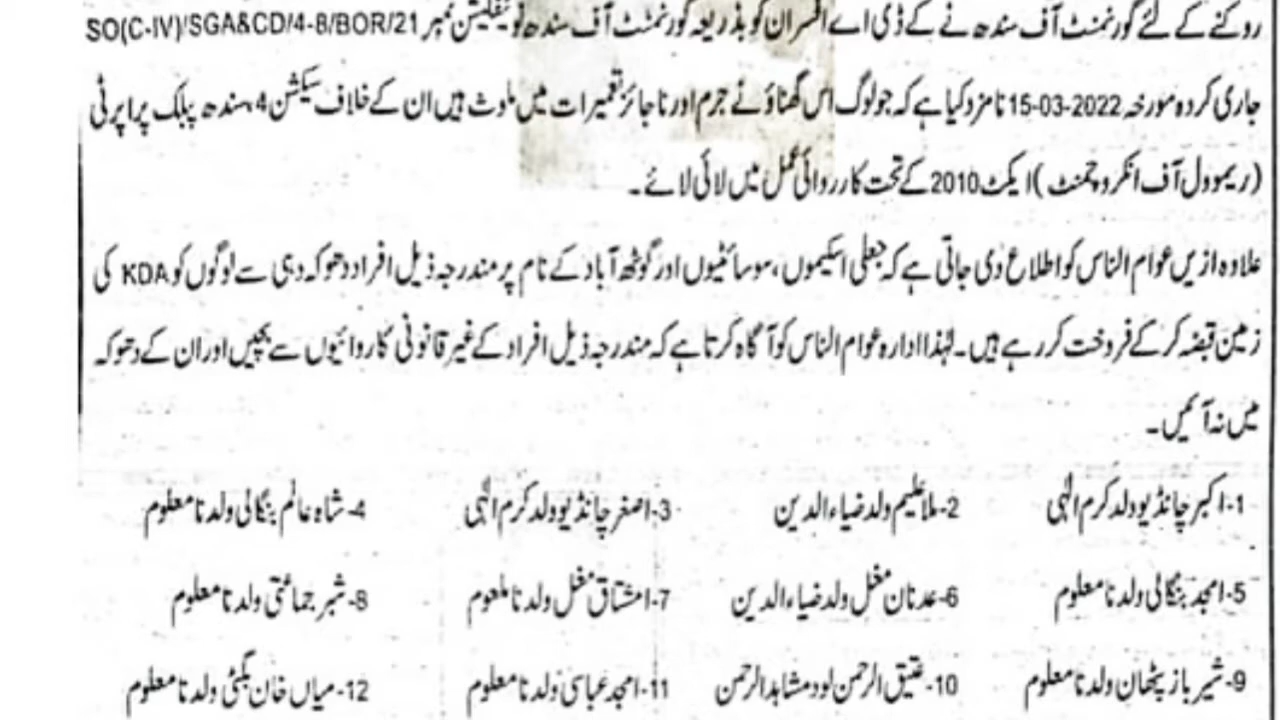 روکنے کے لئے گورنمنٹ آف سندھ نے کے ڈی اے افسران کو بذریعہ گورنمنٹ آف سندھ نوٹیفکیشن نمبر SO(C-IV)/SGA&CD/4-8/BOR/21
جاری کردہ مورخہ 15-03-2022 نامزد کیا ہے کہ جو لوگ اس گھناؤنے جرم اور ناجائز تعمیرات میں ملوث ہیں ان کے خلاف سیکشن 4، سندھ پبلک پراپرٹی
(ریموول آف انکروچمنٹ) ایکٹ 2010 کے تحت کارروائی عمل میں لائی لائے۔
علاوہ ازیں عوام الناس کو اطلاع دی جاتی ہے کہ جعلی اسکیموں، سوسائٹیوں اور گوٹھ آباد کے نام پر مندرجہ ذیل افراد دھوکہ دہی سے لوگوں کو KDA کی
زمین قبضہ کر کے فروخت کر رہے ہیں۔ لہٰذا ادارہ عوام الناس کو آگاہ کرتا ہے کہ مندرجہ ذیل افراد کے غیر قانونی کاروائیوں سے بچیں اور ان کے دھوکہ
میں نہ آئیں۔
1- اکبر چانڈیو ولد کرم الٰہی 2- ملا علیم ولد ضیاء الدین 3- اصغر چانڈیو ولد کرم الٰہی 4- شاہ عالم بنگالی ولد نامعلوم
5- امجد بنگالی ولد نامعلوم 6- عدنان مغل ولد ضیاء الدین 7- مشتاق مغل ولد نامعلوم 8- شبر جماعتی ولد نامعلوم
9- شیر باز پٹھان ولد نامعلوم 10- عتیق الرحمن لود مشاہد الرحمن 11- امجد عباسی ولد نامعلوم 12- میاں خان بگٹی ولد نامعلوم